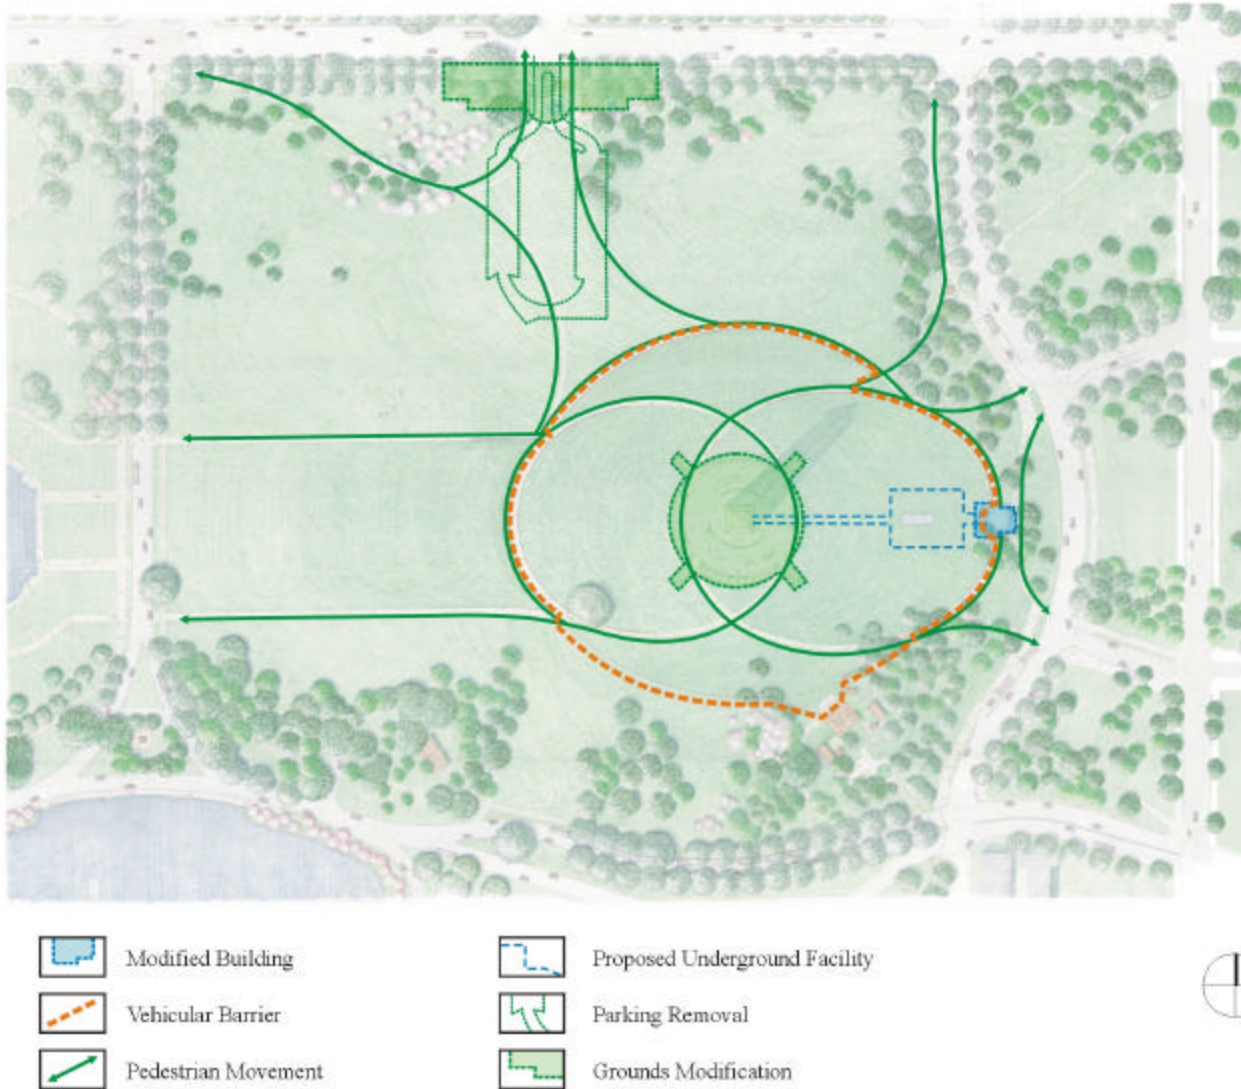 Modified Building
Proposed Underground Facility
Vehicular Barrier
Parking Removal
Pedestrian Movement
Grounds Modification